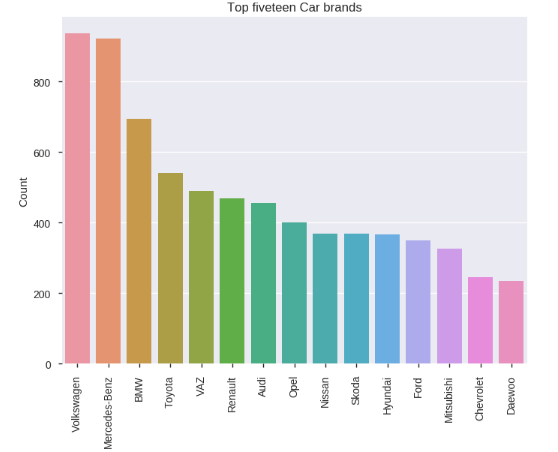 Top fiveteen Car brands
Count
800
600
400
200
0
Volkswagen
Mercedes-Benz
BMW
Toyota
VAZ
Renault
Audi
Opel
Nissan
Skoda
Hyundai
Ford
Mitsubishi
Chevrolet
Daewoo